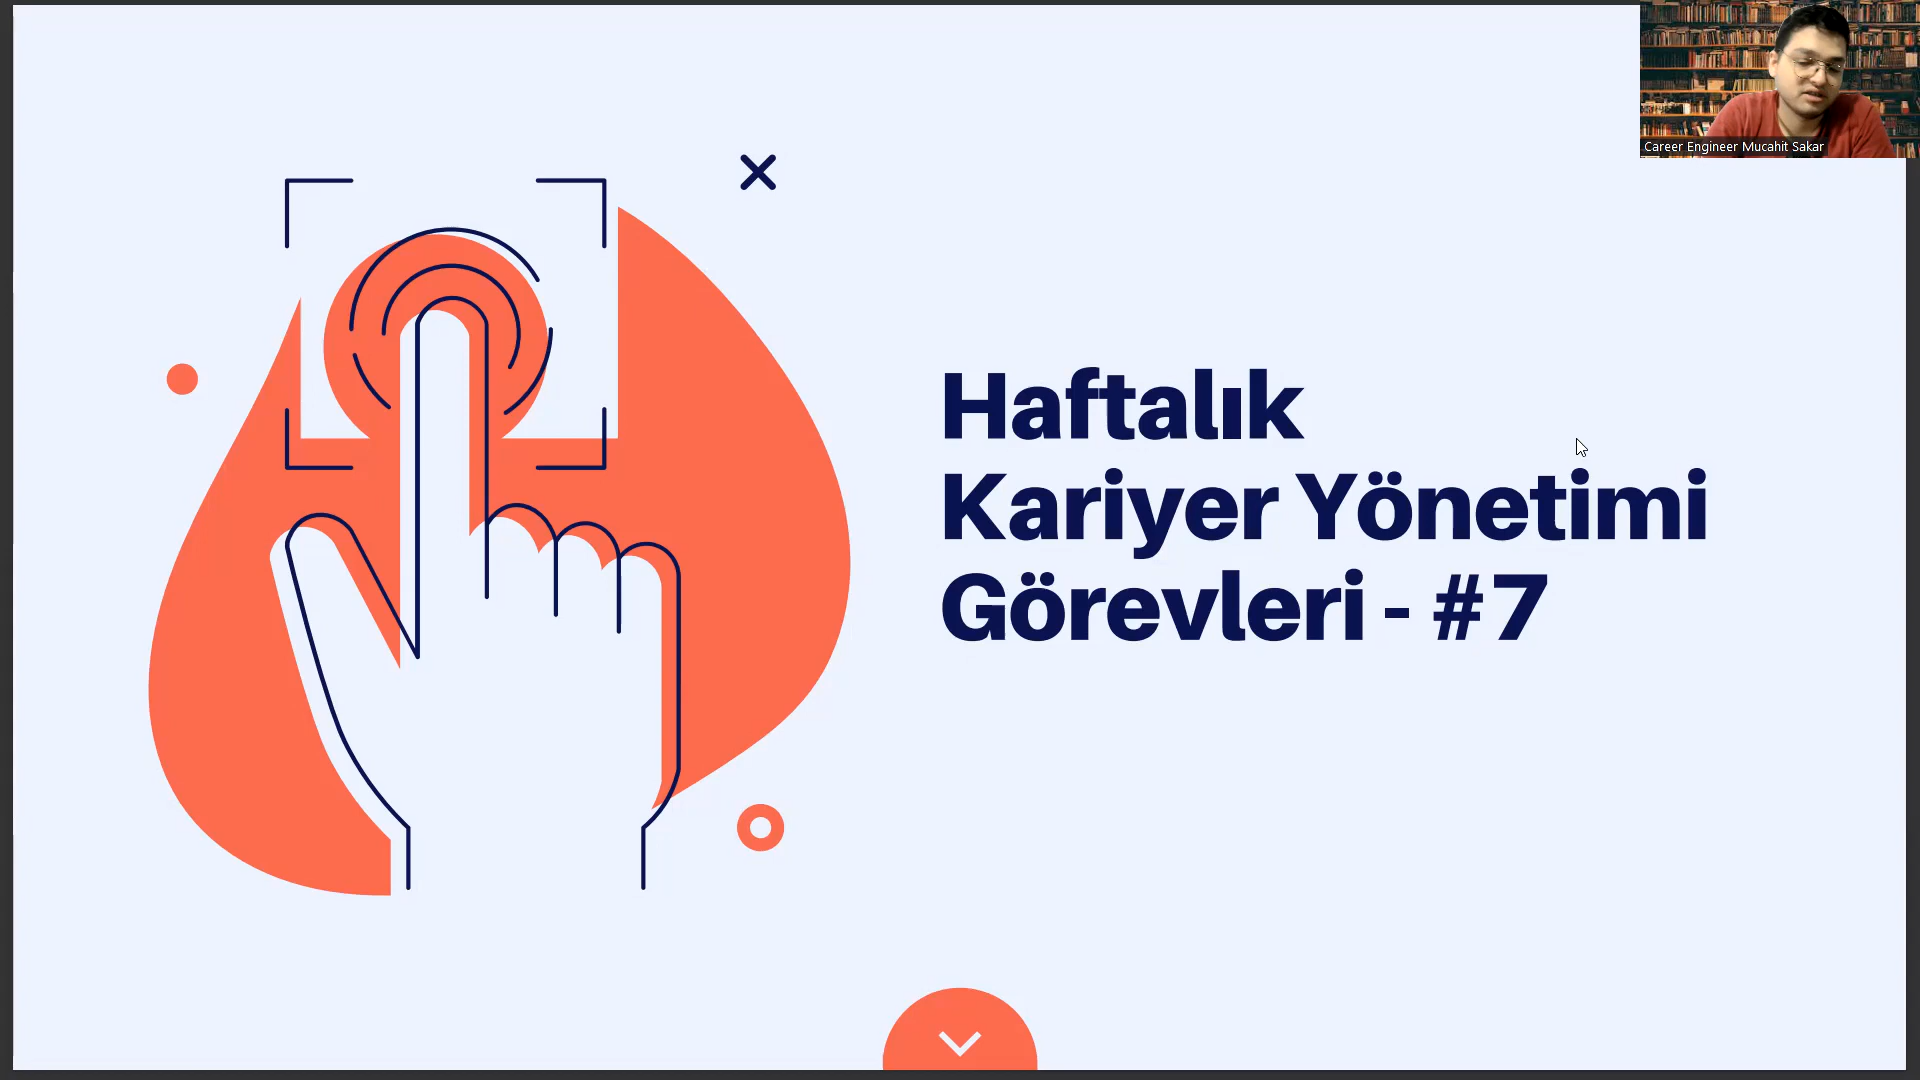 Career Engineer Mucahit Sakar
Haftalık
Kariyer Yönetimi
Görevleri - #7